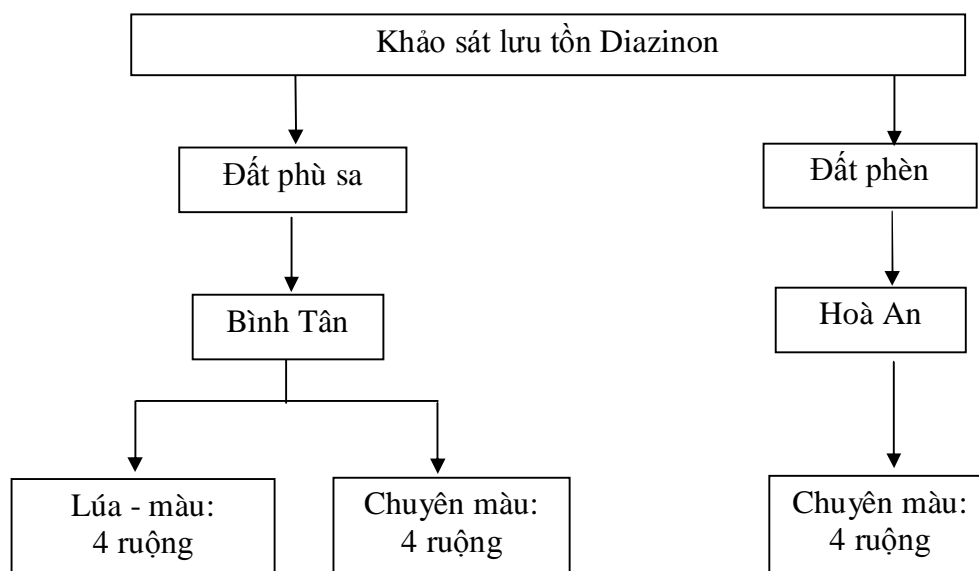 Khảo sát lưu tồn Diazinon
Đất phù sa
Đất phèn
Bình Tân
Hoà An
Lúa - màu:
4 ruộng
Chuyên màu:
4 ruộng
Chuyên màu:
4 ruộng